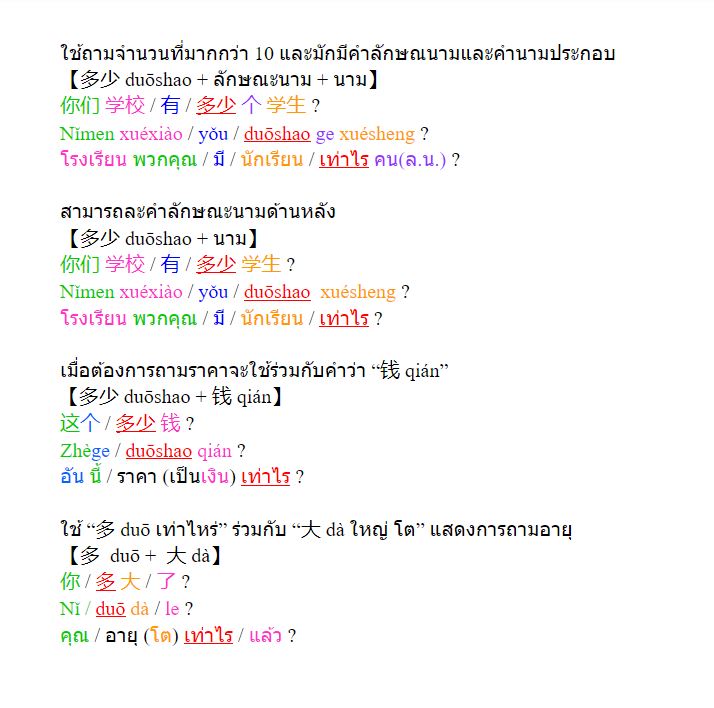 ใช้ถามจำนวนที่มากกว่า 10 และมักมีคำลักษณนามและคำนามประกอบ
【多少 duōshao + ลักษณะนาม + นาม】
你们 学校 / 有 / 多少 个 学生 ?
Nǐmen xuéxiào / yǒu / duōshao ge xuésheng ?
โรงเรียน พวกคุณ / มี / นักเรียน / เท่าไร คน(ล.น.) ?
สามารถละคำลักษณะนามด้านหลัง
【多少 duōshao + นาม】
你们 学校 / 有 / 多少 学生 ?
Nǐmen xuéxiào / yǒu / duōshao xuésheng ?
โรงเรียน พวกคุณ / มี / นักเรียน / เท่าไร ?
เมื่อต้องการถามราคาจะใช้ร่วมกับคำว่า “钱 qián”
【多少 duōshao + 钱 qián】
这个 / 多少 钱 ?
Zhège / duōshao qián ?
อัน นี้ / ราคา (เป็นเงิน) เท่าไร ?
ใช้ “多 duō เท่าไหร่” ร่วมกับ “大 dà ใหญ่ โต” แสดงการถามอายุ
【多 duō + 大 dà】
你 / 多 大 / 了 ?
Nǐ / duō dà / le ?
คุณ / อายุ (โต) เท่าไร / แล้ว ?